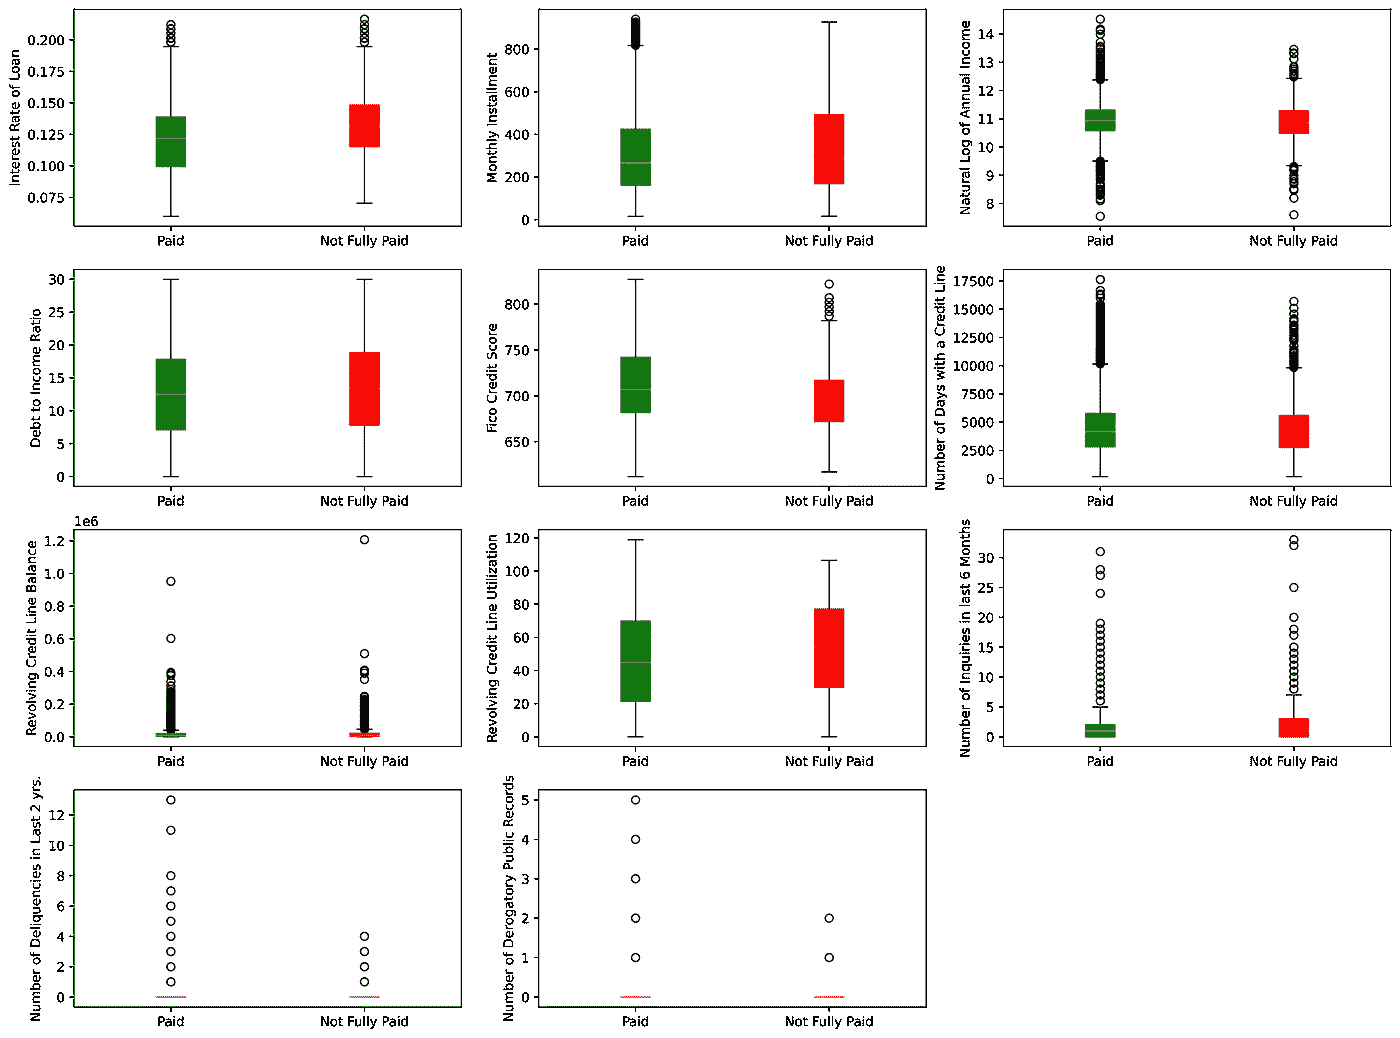 Interest Rate of Loan
0.200
0.175
0.150
0.125
0.100
0.075
Paid
Not Fully Paid
Monthly Installment
800
600
400
200
0
Paid
Not Fully Paid
Natural Log of Annual Income
14
13
12
11
10
9
8
Paid
Not Fully Paid
Debt to Income Ratio
30
25
20
15
10
5
0
Paid
Not Fully Paid
Fico Credit Score
800
750
700
650
Paid
Not Fully Paid
Number of Days with a Credit Line
17500
15000
12500
10000
7500
5000
2500
0
Paid
Not Fully Paid
Revolving Credit Line Balance
1e6
1.2
1.0
0.8
0.6
0.4
0.2
0.0
Paid
Not Fully Paid
Revolving Credit Line Utilization
120
100
80
60
40
20
0
Paid
Not Fully Paid
Number of Inquiries in last 6 Months
30
25
20
15
10
5
0
Paid
Not Fully Paid
Number of Deliquencies in Last 2 yrs.
12
10
8
6
4
2
0
Paid
Not Fully Paid
Number of Derogatory Public Records
5
4
3
2
1
0
Paid
Not Fully Paid